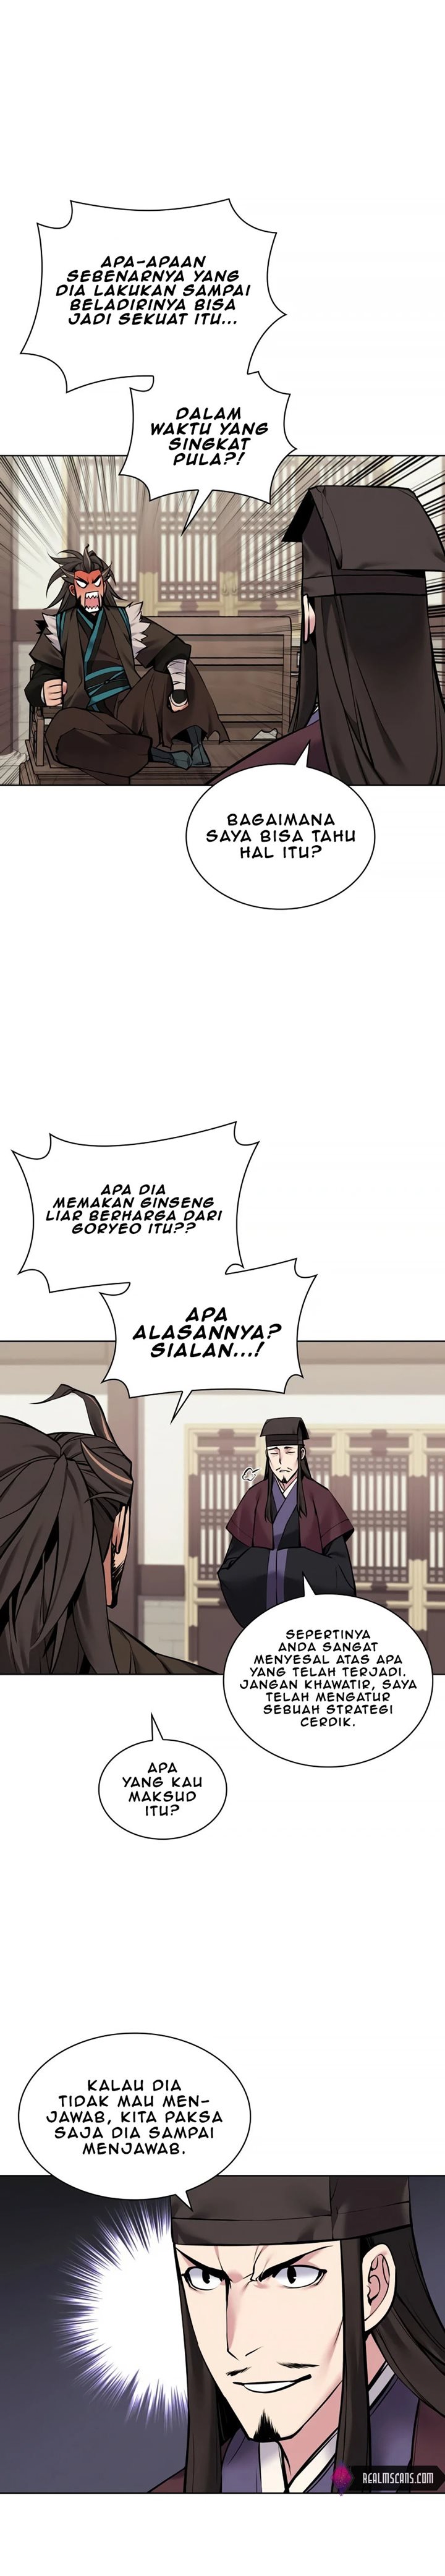 APA-APAAN
SEBENARNYA YANG
DIA LAKUKAN SAMPAI
BELADIRINYA BISA
JADI SEKUAT ITU...
DALAM
WAKTU YANG
SINGKAT
PULA?!
BAGAIMANA
SAYA BISA TAHU
HAL ITU?
APA DIA
MEMAKAN GINSENG
LIAR BERHARGA DARI
GORYEO ITU??
APA
ALASANNYA?
SIALAN...!
SEPERTINYA
ANDA SANGAT
MENYESAL ATAS APA
YANG TELAH TERJADI.
JANGAN KHAWATIR, SAYA
TELAH MENGATUR
SEBUAH STRATEGI
CERDIK.
APA
YANG KAU
MAKSUD
ITU?
KALAU DIA
TIDAK MAU MEN-
JAWAB, KITA PAKSA
SAJA DIA SAMPAI
MENJAWAB.
REALMSCANS.COM